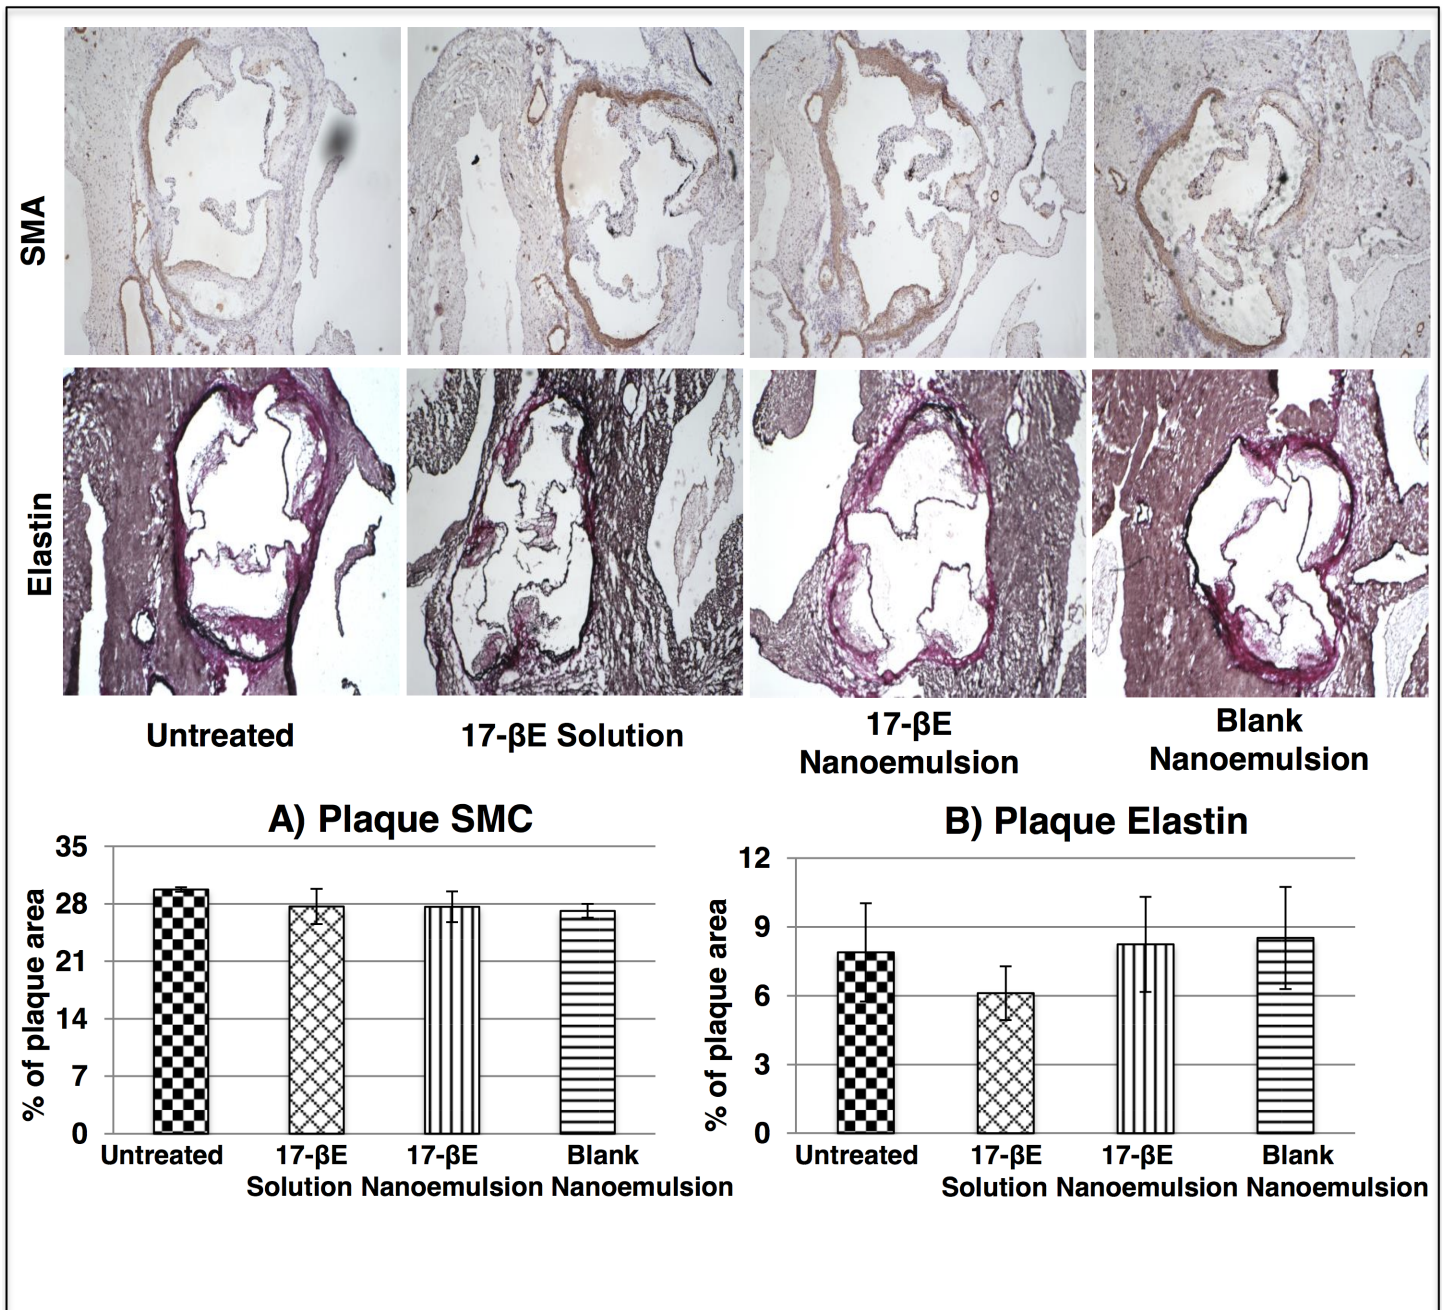 SMA
Elastin
Untreated
17-βE Solution
17-βE
Nanoemulsion
Blank
Nanoemulsion
A) Plaque SMC
% of plaque area
35
28
21
14
7
0
Untreated
17-βE
Solution
17-βE
Nanoemulsion
Blank
Nanoemulsion
B) Plaque Elastin
% of plaque area
12
9
6
3
0
Untreated
17-βE
Solution
17-βE
Nanoemulsion
Blank
Nanoemulsion